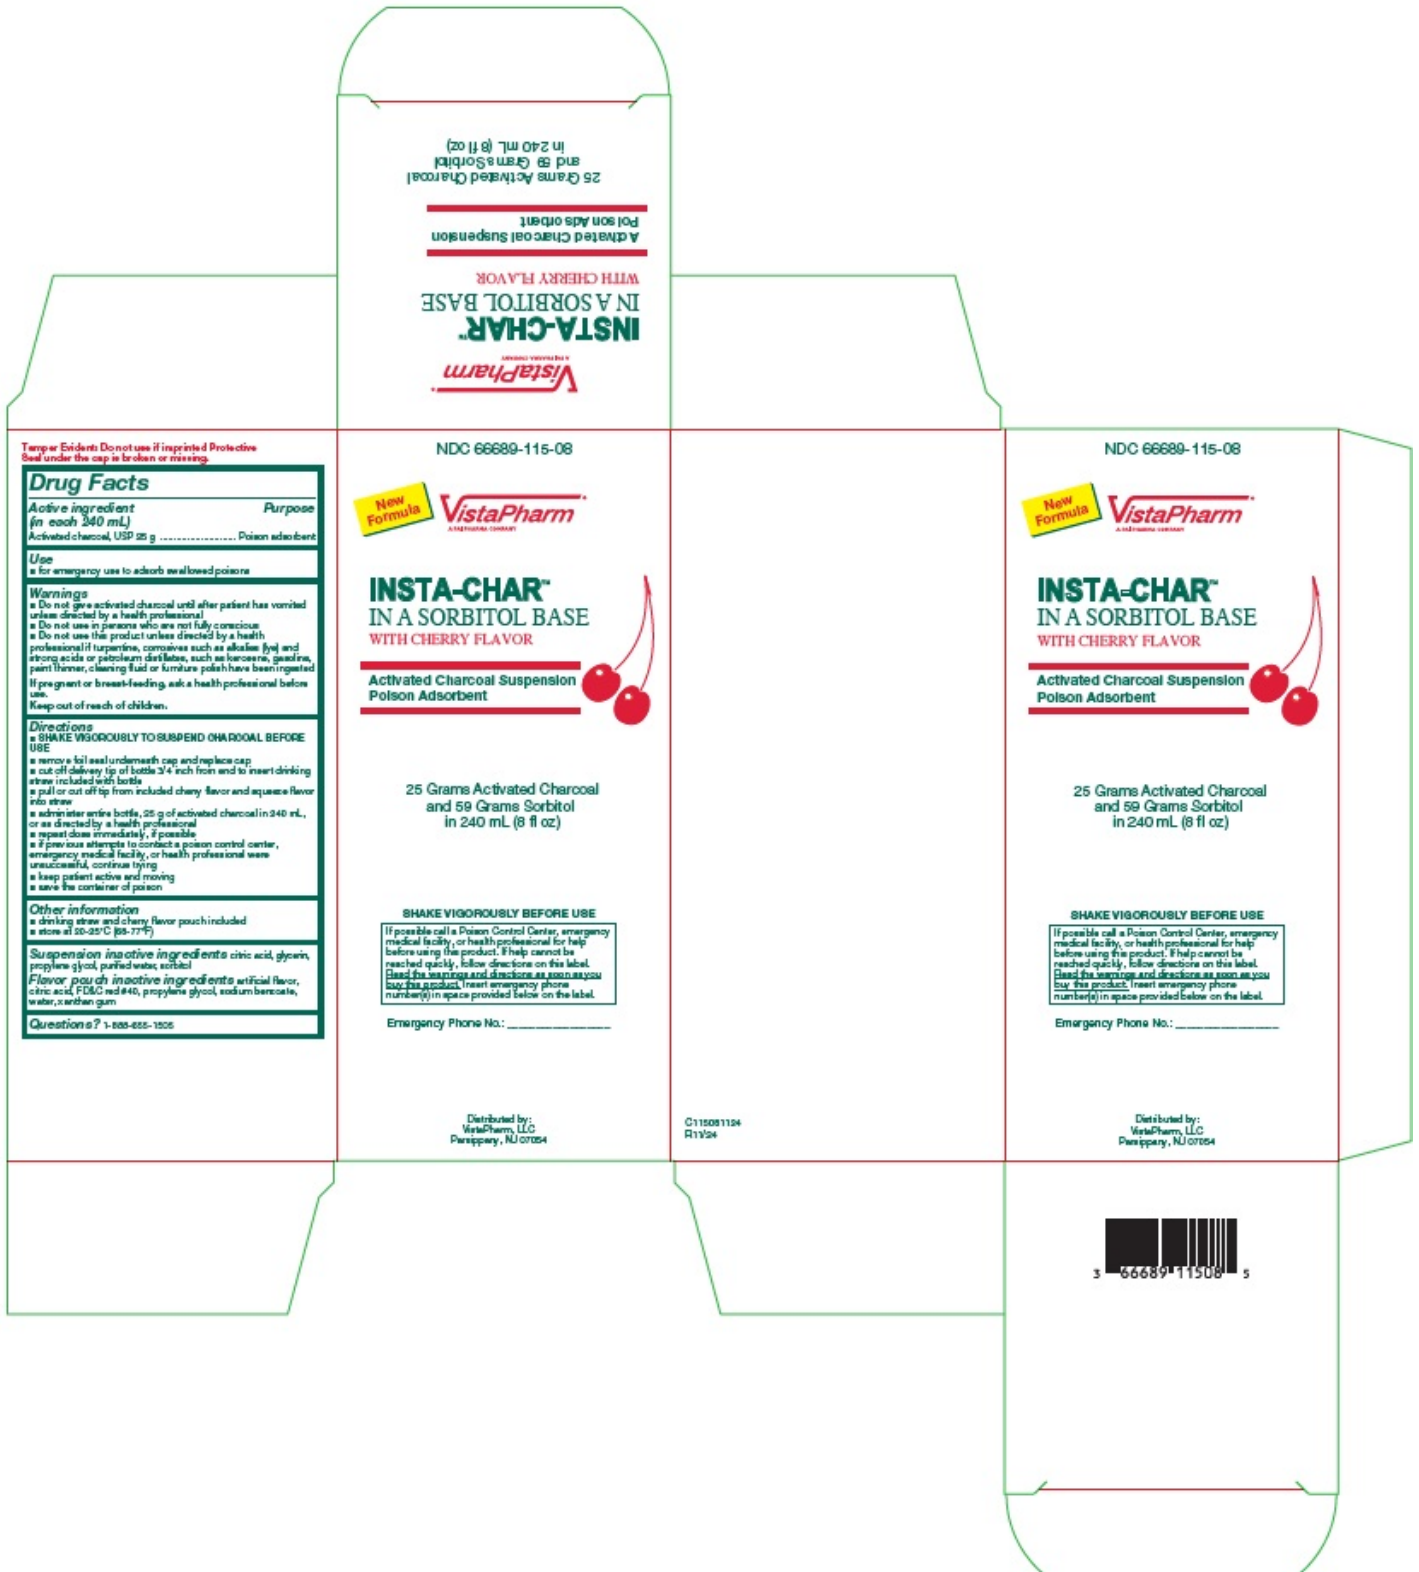 25 Grams Activated Charcoal
and 59 Grams Sorbitol
in 240 mL (8 fl oz)
Activated Charcoal Suspension
Poison Adsorbent
WITH CHERRY FLAVOR
IN A SORBITOL BASE
INSTA-CHAR™
VistaPharm
Tamper Evident: Do not use if imprinted Protective
Seal under the cap is broken or missing.
Drug Facts
Active ingredient Purpose
(in each 240 mL)
Activated charcoal, USP 25 g ........................... Poison adsorbent
Use
■ for emergency use to adsorb swallowed poisons
Warnings
■ Do not give activated charcoal until after patient has vomited
unless directed by a health professional
■ Do not use in persons who are not fully conscious
■ Do not use this product unless directed by a health
professional if turpentine, corrosives such as alkalies (lye) and
strong acids or petroleum distillates, such as kerosene, gasoline,
paint thinner, cleaning fluid or furniture polish have been ingested
If pregnant or breast-feeding, ask a health professional before
use.
Keep out of reach of children.
Directions
■ SHAKE VIGOROUSLY TO SUSPEND CHARCOAL BEFORE
USE
■ remove foil seal underneath cap and replace cap
■ cut off delivery tip of bottle 3/4 inch from end to insert drinking
straw included with bottle
■ pull or cut off tip from included cherry flavor and squeeze flavor
into straw
■ administer entire bottle, 25 g of activated charcoal in 240 mL,
or as directed by a health professional
■ repeat dose immediately, if possible
■ if previous attempts to contact a poison control center,
emergency medical facility, or health professional were
unsuccessful, continue trying
■ keep patient active and moving
■ save the container of poison
Other information
■ drinking straw and cherry flavor pouch included
■ store at 20-25°C (68-77°F)
Suspension inactive ingredients citric acid, glycerin,
propylene glycol, purified water, sorbitol
Flavor pouch inactive ingredients artificial flavor,
citric acid, FD&C red #40, propylene glycol, sodium benzoate,
water, xanthan gum
Questions? 1-888-655-1505
NDC 66689-115-08
New
Formula
VistaPharm
A VERTICE PHARMA COMPANY
INSTA-CHAR™
IN A SORBITOL BASE
WITH CHERRY FLAVOR
Activated Charcoal Suspension
Poison Adsorbent
25 Grams Activated Charcoal
and 59 Grams Sorbitol
in 240 mL (8 fl oz)
SHAKE VIGOROUSLY BEFORE USE
If possible call a Poison Control Center, emergency
medical facility, or health professional for help
before using this product. If help cannot be
reached quickly, follow directions on this label.
Read the warnings and directions as soon as you
buy this product. Insert emergency phone
number(s) in space provided below on the label.
Emergency Phone No.: __________________
Distributed by:
VistaPharm, LLC
Parsippany, NJ 07054
C115081124
R11/24
NDC 66689-115-08
New
Formula
VistaPharm
INSTA-CHAR™
IN A SORBITOL BASE
WITH CHERRY FLAVOR
Activated Charcoal Suspension
Poison Adsorbent
25 Grams Activated Charcoal
and 59 Grams Sorbitol
in 240 mL (8 fl oz)
SHAKE VIGOROUSLY BEFORE USE
If possible call a Poison Control Center, emergency
medical facility, or health professional for help
before using this product. If help cannot be
reached quickly, follow directions on this label.
Read the warnings and directions as soon as you
buy this product. Insert emergency phone
number(s) in space provided below on the label.
Emergency Phone No.: __________________
Distributed by:
VistaPharm, LLC
Parsippany, NJ 07054
3 66689 11508 5